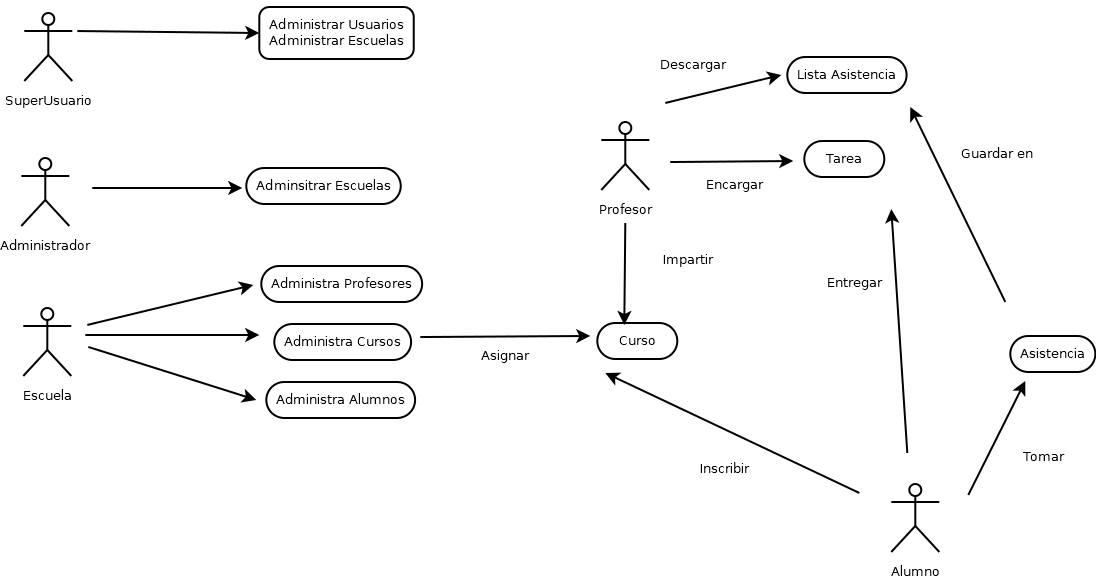 Administrar Usuarios
Administrar Escuelas
SuperUsuario
Adminsitrar Escuelas
Administrador
Administra Profesores
Administra Cursos
Administra Alumnos
Escuela
Asignar
Descargar
Lista Asistencia
Guardar en
Tarea
Encargar
Profesor
Impartir
Entregar
Curso
Asistencia
Inscribir
Tomar
Alumno